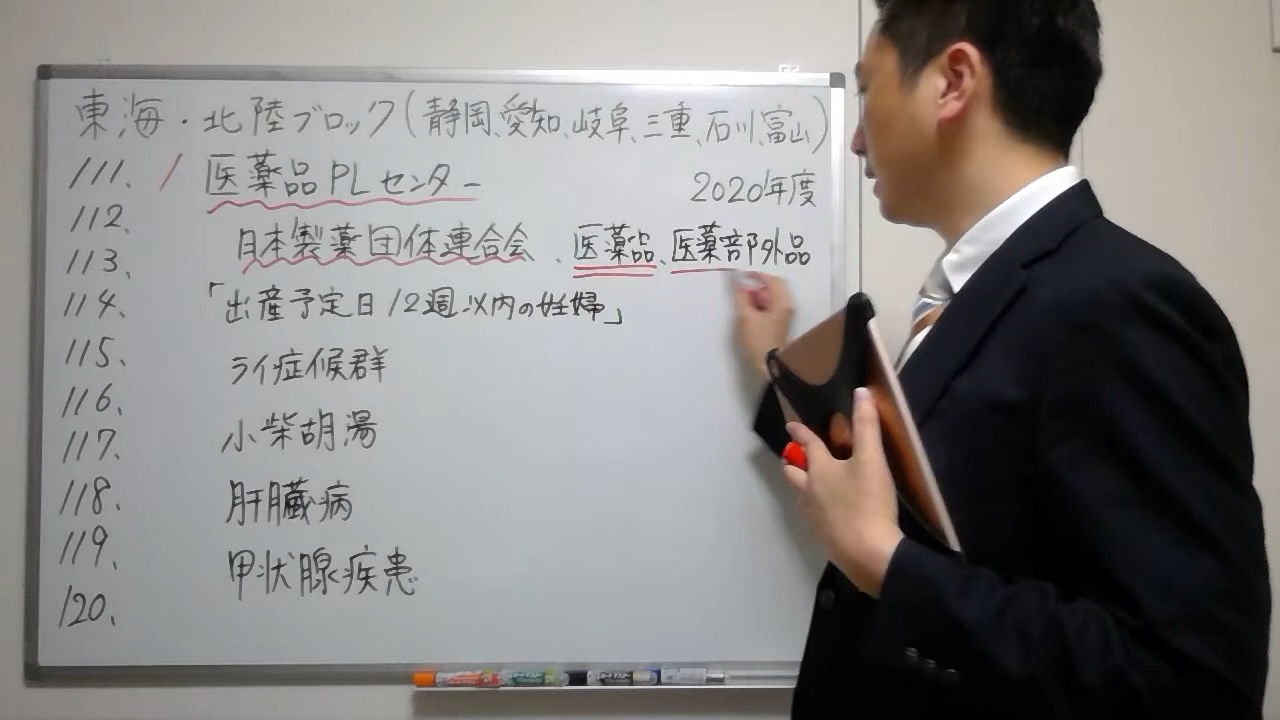 東海・北陸ブロック(静岡、愛知、岐阜、三重、石川、富山)
111. / 医薬品PLセンター 2020年度
112.
113. 日本製薬団体連合会、医薬品、医薬部外品
114. 「出産予定日12週以内の妊婦」
115. ライ症候群
116.
117. 小柴胡湯
118. 肝臓病
119. 甲状腺疾患
120.